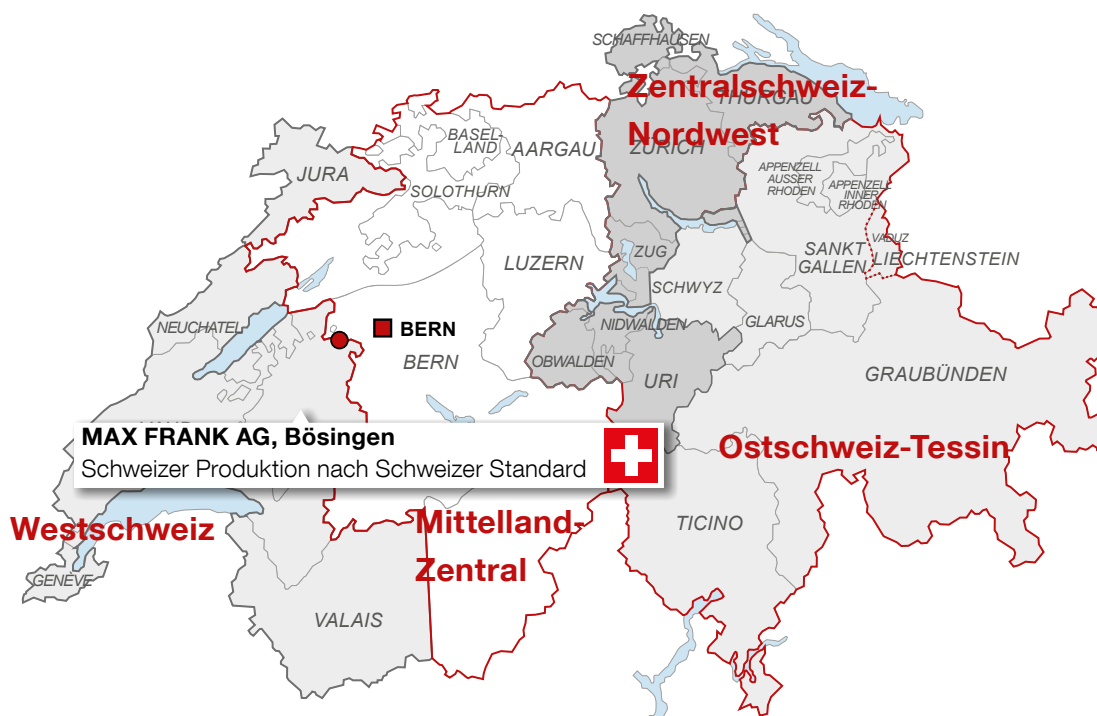 SCHAFFHAUSEN
Zentralschweiz-
THURGAU
Nordwest
ZÜRICH
BASEL-
LAND
AARGAU
JURA
SOLOTHURN
APPENZELL
AUSSER
RHODEN
APPENZELL
INNER
RHODEN
VADUZ
LIECHTENSTEIN
SANKT
GALLEN
ZUG
LUZERN
SCHWYZ
NEUCHATEL
BERN
NIDWALDEN
GLARUS
BERN
OBWALDEN
URI
GRAUBÜNDEN
MAX FRANK AG, Bösingen
Schweizer Produktion nach Schweizer Standard
Ostschweiz-Tessin
Westschweiz
Mittelland-
Zentral
TICINO
GENÈVE
VALAIS